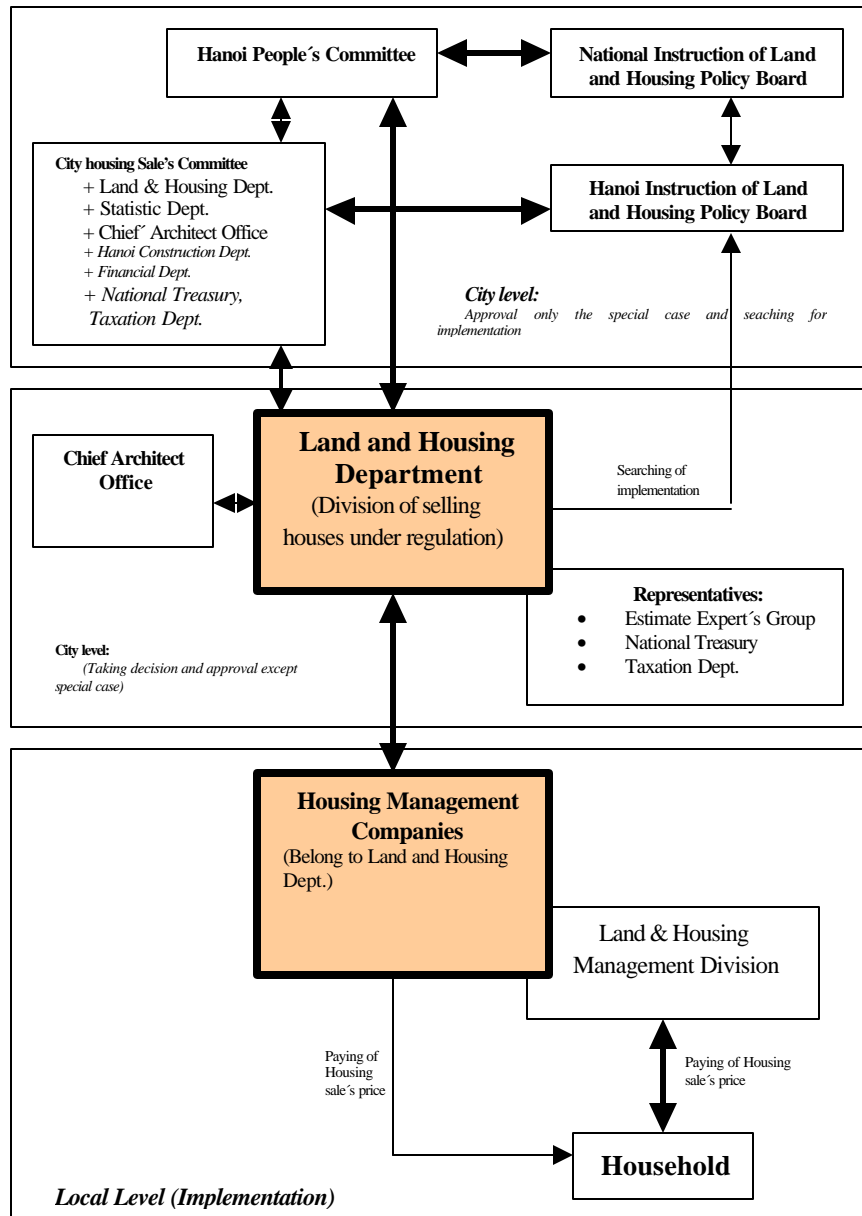 Hanoi People´s Committee
National Instruction of Land
and Housing Policy Board
City housing Sale's Committee
+ Land & Housing Dept.
+ Statistic Dept.
+ Chief´ Architect Office
+ Hanoi Construction Dept.
+ Financial Dept.
+ National Treasury,
Taxation Dept.
Hanoi Instruction of Land
and Housing Policy Board
City level:
Approval only the special case and seaching for
implementation
Chief Architect
Office
Land and Housing
Department
(Division of selling
houses under regulation)
Searching of
implementation
Representatives:
• Estimate Expert´s Group
• National Treasury
• Taxation Dept.
City level:
(Taking decision and approval except
special case)
Housing Management
Companies
(Belong to Land and Housing
Dept.)
Land & Housing
Management Division
Paying of
Housing
sale´s price
Paying of Housing
sale´s price
Household
Local Level (Implementation)